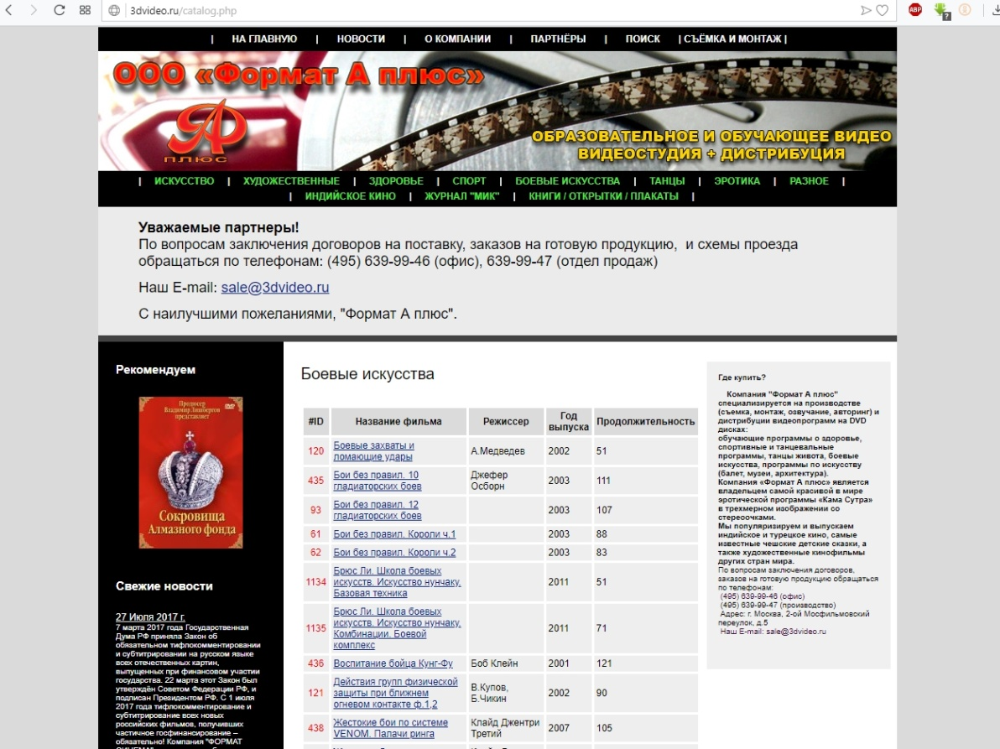 3dvideo.ru/catalog.php
ABP
?
| НА ГЛАВНУЮ | НОВОСТИ | О КОМПАНИИ | ПАРТНЁРЫ | ПОИСК | СЪЁМКА И МОНТАЖ |
ООО «Формат А плюс»
ПЛЮС
ОБРАЗОВАТЕЛЬНОЕ И ОБУЧАЮЩЕЕ ВИДЕО
ВИДЕОСТУДИЯ + ДИСТРИБУЦИЯ
| ИСКУССТВО | ХУДОЖЕСТВЕННЫЕ | ЗДОРОВЬЕ | СПОРТ | БОЕВЫЕ ИСКУССТВА | ТАНЦЫ | ЭРОТИКА | РАЗНОЕ |
| ИНДИЙСКОЕ КИНО | ЖУРНАЛ "МИК" | КНИГИ / ОТКРЫТКИ / ПЛАКАТЫ |
Уважаемые партнеры!
По вопросам заключения договоров на поставку, заказов на готовую продукцию, и схемы проезда
обращаться по телефонам: (495) 639-99-46 (офис), 639-99-47 (отдел продаж)
Наш E-mail: sale@3dvideo.ru
С наилучшими пожеланиями, "Формат А плюс".
Рекомендуем
Продюсер
Владимир
представляет
DVD
Сокровища
Алмазного фонда
Свежие новости
27 Июля 2017 г.
7 марта 2017 года Государственная
Дума РФ приняла Закон об
обязательном тифлокомментировании
и субтитрировании на русском языке
всех отечественных картин,
выпущенных при финансовом участии
государства. 22 марта этот Закон был
утверждён Советом Федерации РФ, и
подписан Президентом РФ. С 1 июля
2017 года тифлокомментирование и
субтитрирование всех новых
российских фильмов, получивших
частичное госфинансирование –
обязательно! Компания "ФОРМАТ
Боевые искусства
#ID Название фильма Режиссер Год выпуска Продолжительность
120 Боевые захваты и
ломающие удары А.Медведев 2002 51
435 Бои без правил. 10
гладиаторских боев Джефер
Осборн 2003 111
93 Бои без правил. 12
гладиаторских боев 2003 107
61 Бои без правил. Короли ч.1 2003 88
62 Бои без правил. Короли ч.2 2003 83
1134 Брюс Ли. Школа боевых
искусств. Искусство нунчаку.
Базовая техника 2011 51
1135 Брюс Ли. Школа боевых
искусств. Искусство нунчаку.
Комбинации. Боевой
комплекс 2011 71
436 Воспитание бойца Кунг-Фу Боб Клейн 2001 121
121 Действия групп физической
защиты при ближнем
огневом контакте ф.1,2 В.Купов,
Б.Чикин 2002 90
438 Жестокие бои по системе
VENOM. Палачи ринга Клайд Джентри
Третий 2007 105
Где купить?
Компания "Формат А плюс"
специализируется на производстве
(съемка, монтаж, озвучание, авторинг) и
дистрибуции видеопрограмм на DVD
дисках:
обучающие программы о здоровье,
спортивные и танцевальные
программы, танцы живота, боевые
искусства, программы по искусству
(балет, музеи, архитектура).
Компания «Формат А плюс» является
владельцем самой красивой в мире
эротической программы «Кама Сутра»
в трехмерном изображении со
стереоочками.
Мы популяризируем и выпускаем
индийское и турецкое кино, самые
известные чешские детские сказки, а
также художественные кинофильмы
других стран мира.
По вопросам заключения договоров,
заказов на готовую продукцию обращаться
по телефонам:
(495) 639-99-46 (офис)
(495) 639-99-47 (производство)
Адрес: г. Москва, 2-ой Мосфильмовский
переулок, д.5
Наш E-mail: sale@3dvideo.ru